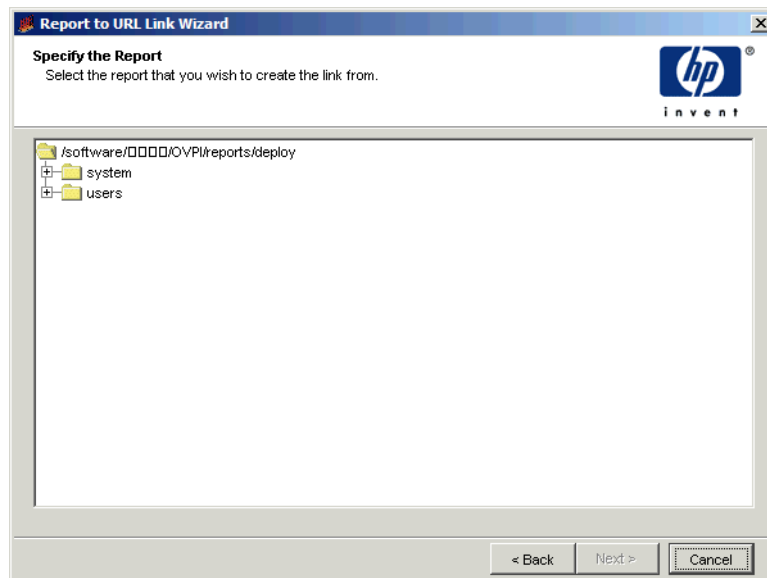 Report to URL Link Wizard
Specify the Report
Select the report that you wish to create the link from.
hp
®
invent
/software/□□□□/OVPI/reports/deploy
system
users
< Back
Next >
Cancel